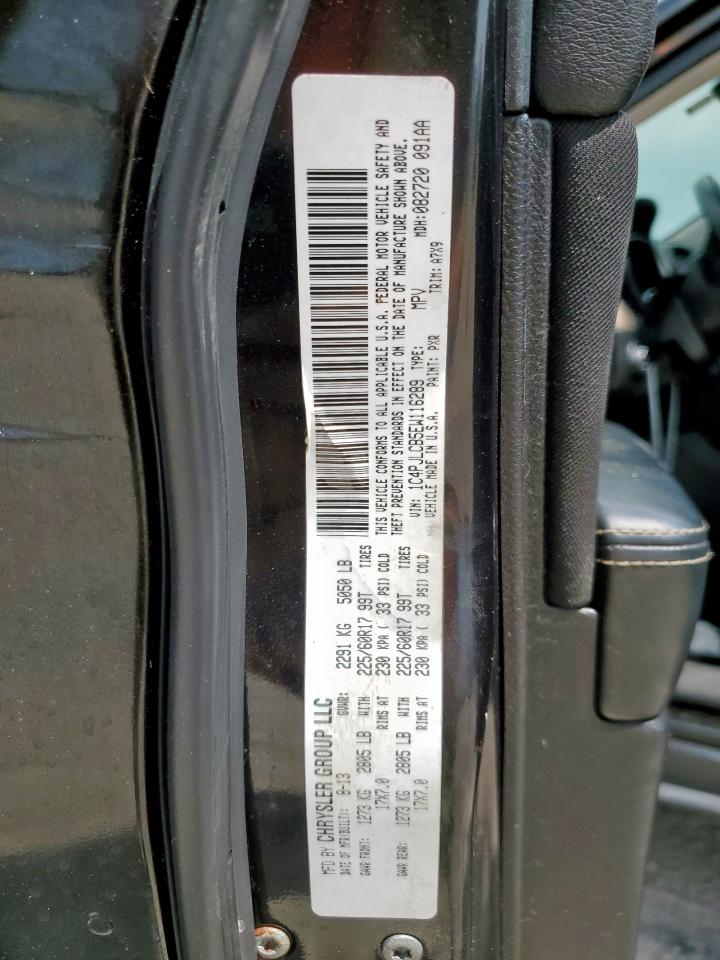 MFD BY CHRYSLER GROUP LLC
DATE OF MFR(BUILT): 8-13 GVWR: 2291 KG 5050 LB
GAWR FRONT: 1273 KG 2805 LB WITH 225/60R17 99T TIRES
17X7.0 RIMS AT 230 KPA ( 33 PSI) COLD
GAWR REAR: 1273 KG 2805 LB WITH 225/60R17 99T TIRES
17X7.0 RIMS AT 230 KPA ( 33 PSI) COLD
THIS VEHICLE CONFORMS TO ALL APPLICABLE U.S.A. FEDERAL MOTOR VEHICLE SAFETY AND
THEFT PREVENTION STANDARDS IN EFFECT ON THE DATE OF MANUFACTURE SHOWN ABOVE.
VIN: 1C4PJLCB5EW116289 TYPE: MPV MDH:082720 091AA
VEHICLE MADE IN U.S.A. PAINT: PXR TRIM: A7X9